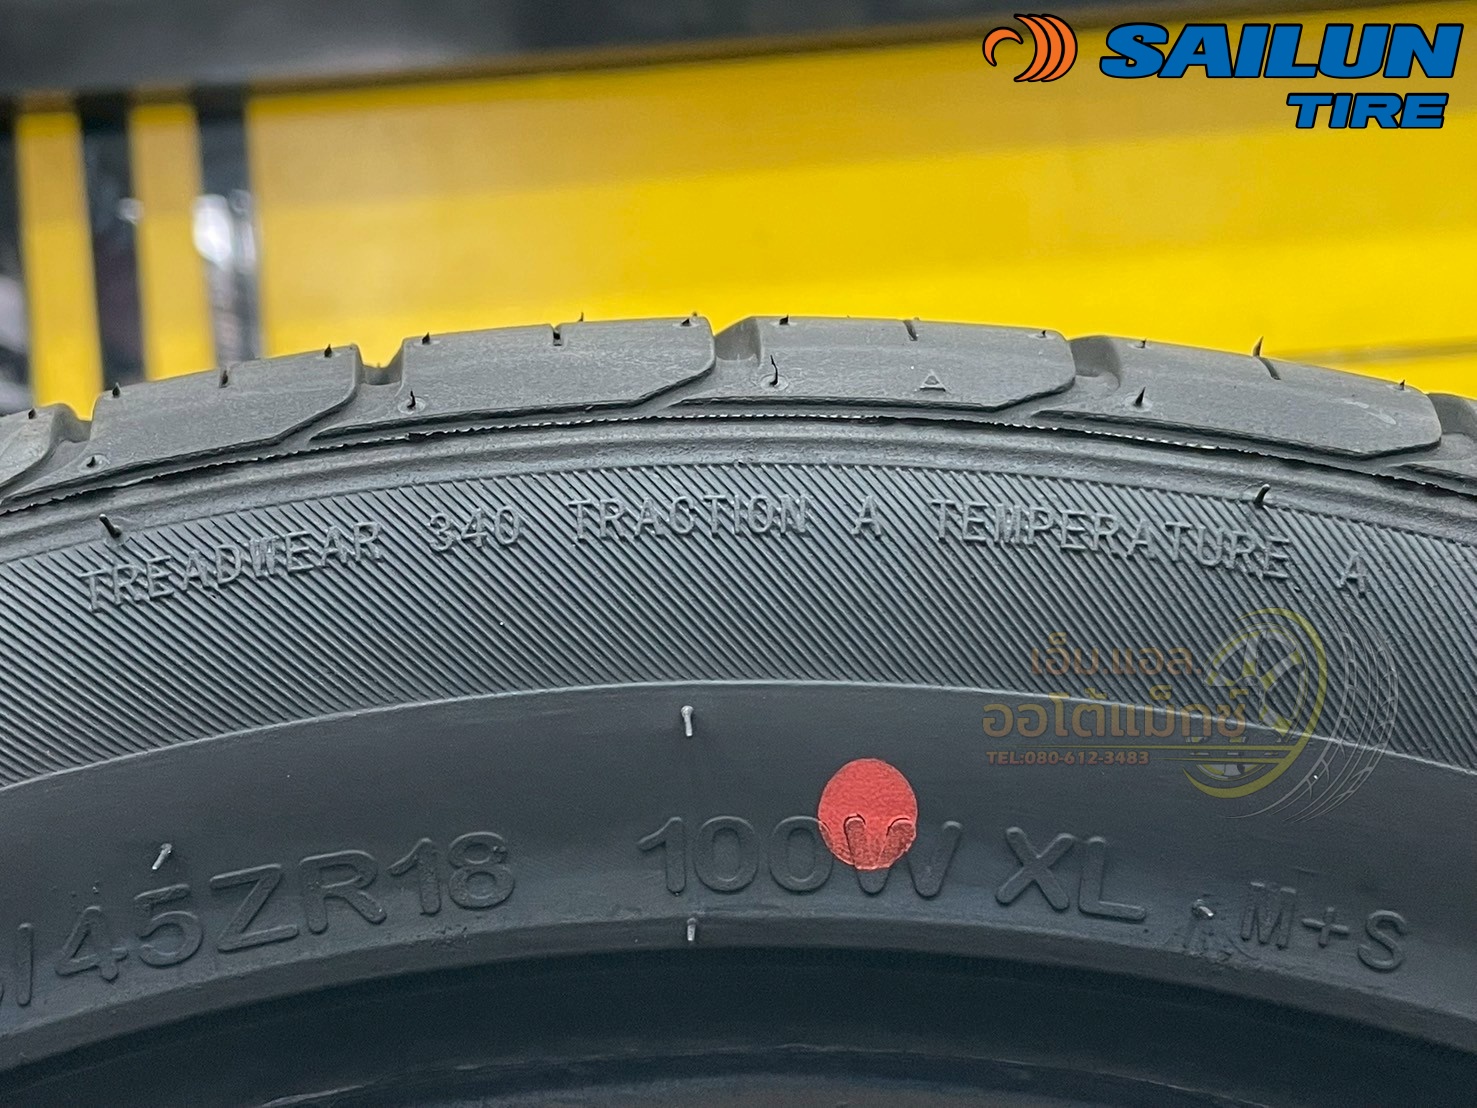 SAILUN
TIRE
TREADWEAR 340 TRACTION A TEMPERATURE A
เอ็ม.แอล.
ออโต้แม็กซ์
TEL:080-612-3483
/45ZR18 100W XL M+S